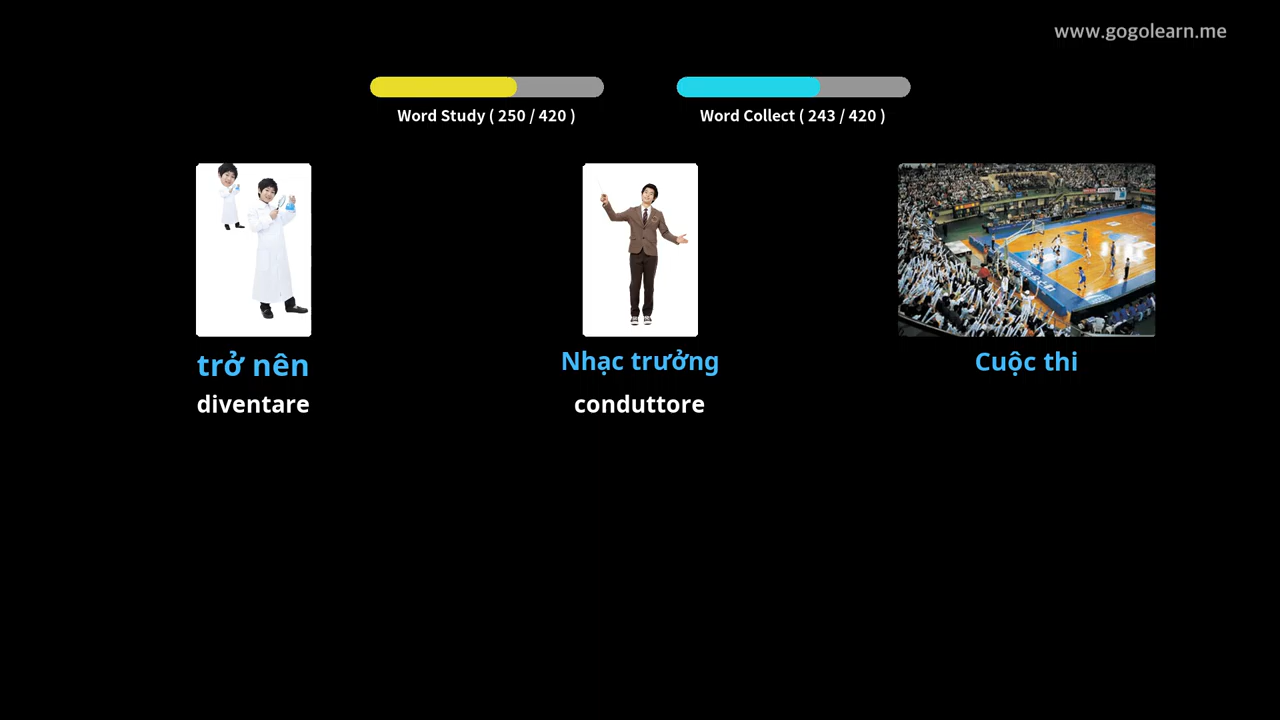 www.gogolearn.me
Word Study ( 250 / 420 )
Word Collect ( 243 / 420 )
trở nên
Nhạc trưởng
Cuộc thi
diventare
conduttore